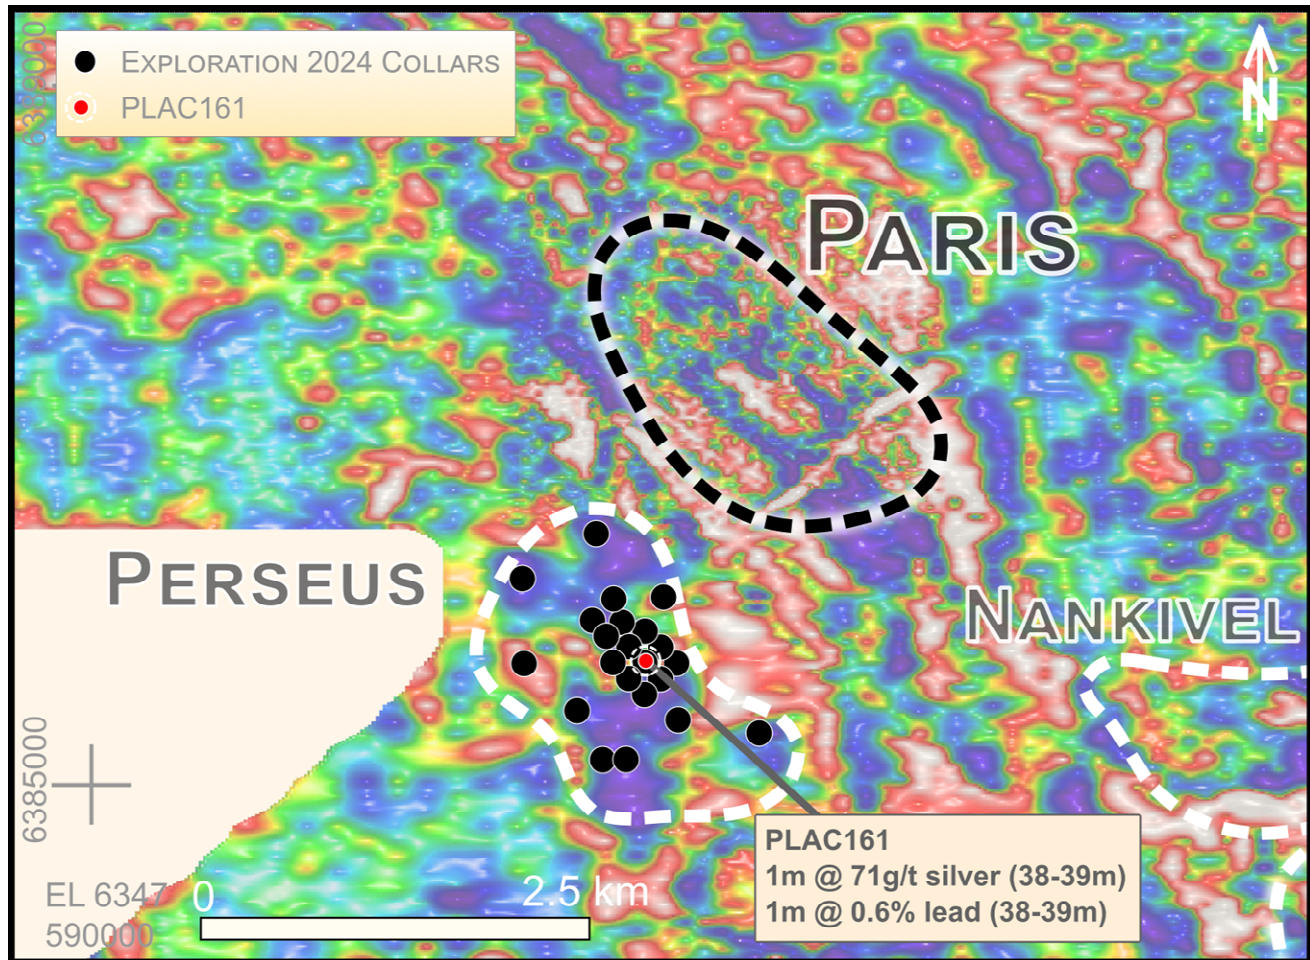 6389000
EXPLORATION 2024 COLLARS
PLAC161
N
PARIS
PERSEUS
NANKIVEL
6385000
PLAC161
1m @ 71g/t silver (38-39m)
1m @ 0.6% lead (38-39m)
EL 6347
590000
0
2.5 km